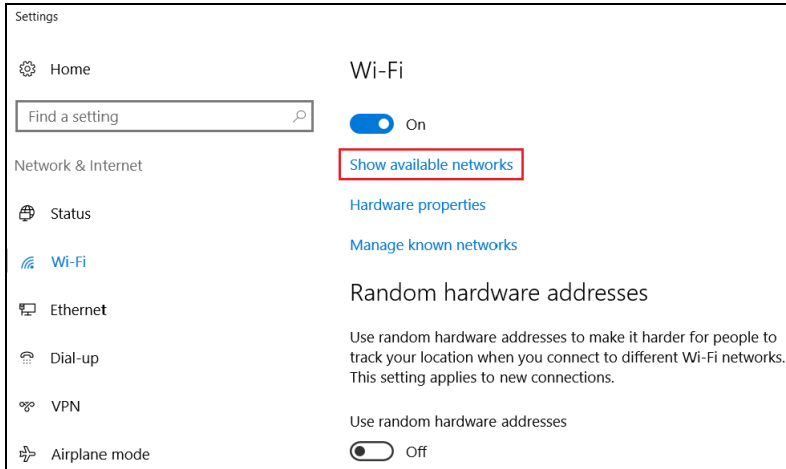 Settings
Home
Find a setting
Network & Internet
Status
Wi-Fi
Ethernet
Dial-up
VPN
Airplane mode
Wi-Fi
On
Show available networks
Hardware properties
Manage known networks
Random hardware addresses
Use random hardware addresses to make it harder for people to
track your location when you connect to different Wi-Fi networks.
This setting applies to new connections.
Use random hardware addresses
Off